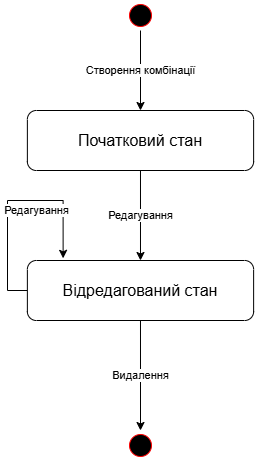 Створення комбінації
Початковий стан
Редагування
Редагування
Відредагований стан
Видалення